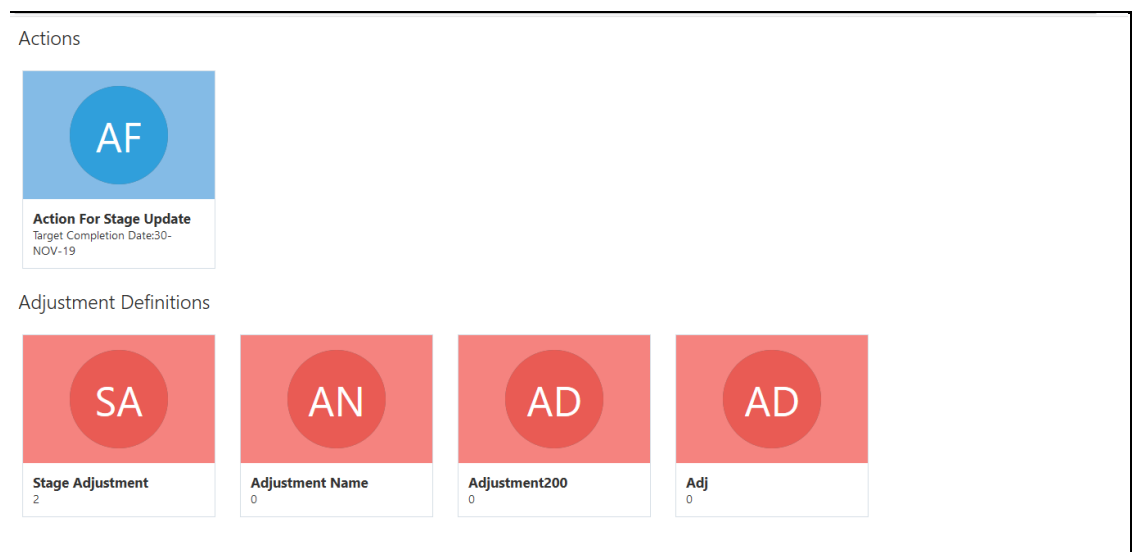 Actions
AF
Action For Stage Update
Target Completion Date:30-
NOV-19
Adjustment Definitions
SA
AN
AD
AD
Stage Adjustment
2
Adjustment Name
0
Adjustment200
0
Adj
0